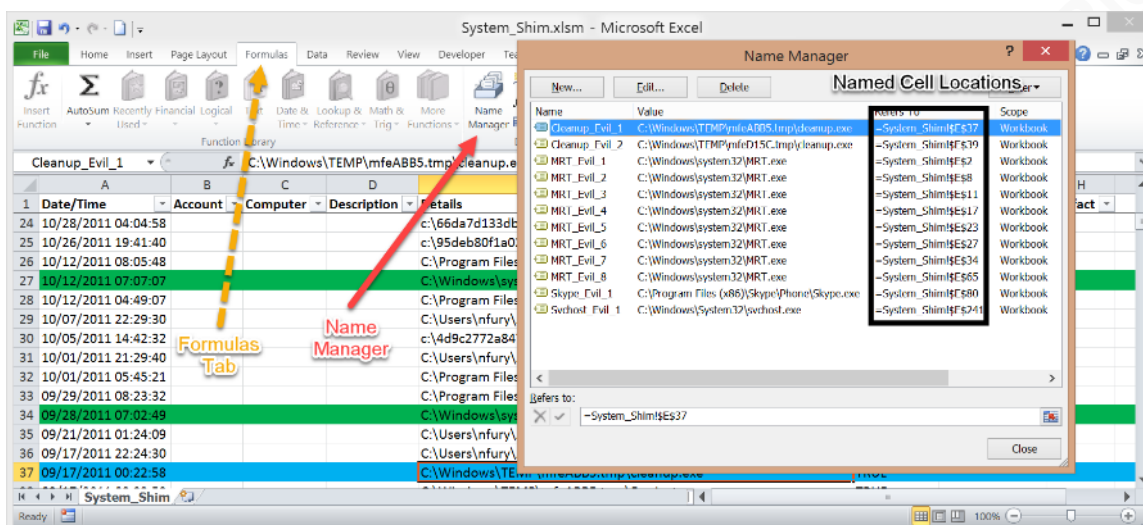 System_Shim.xlsm - Microsoft Excel
File Home Insert Page Layout Formulas Data Review View Developer
Insert Function AutoSum Recently Used Financial Logical Text Date & Time Lookup & Reference Math & Trig More Functions Name Manager
Function Library
Cleanup_Evil_1 fx C:\Windows\TEMP\mfeABB5.tmp\cleanup.e
A B C D H
1 Date/Time Account Computer Description Details
24 10/28/2011 04:04:58 c:\66da7d133db
25 10/26/2011 19:41:40
26 10/12/2011 08:05:48 C:\Program Files
27 10/12/2011 07:07:07 C:\Windows\sys
28 10/12/2011 04:49:07 C:\Program Files
29 10/07/2011 22:29:30 C:\Users\nfury\
30 10/05/2011 14:42:32 c:\4d9c2772a84
31 10/01/2011 21:29:40 C:\Users\nfury\
32 10/01/2011 05:45:21 C:\Program Files
33 09/29/2011 08:23:32 C:\Program Files
34 09/28/2011 07:02:49 C:\Windows\sys
35 09/21/2011 01:24:09 C:\Users\nfury\
36 09/17/2011 22:24:30 C:\Users\nfury\
37 09/17/2011 00:22:58 C:\Windows\TEMP\mfeABB5.tmp\cleanup.exe TRUE
System_Shim
Ready 100%
Formulas
Tab
Name
Manager
Name Manager
New... Edit... Delete
Named Cell Locations
Name Value Refers To Scope
Cleanup_Evil_1 C:\Windows\TEMP\mfeABB5.tmp\cleanup.exe =System_Shim!$E$37 Workbook
Cleanup_Evil_2 C:\Windows\TEMP\mfeD15C.tmp\cleanup.exe =System_Shim!$E$39 Workbook
MRT_Evil_1 C:\Windows\system32\MRT.exe =System_Shim!$E$2 Workbook
MRT_Evil_2 C:\Windows\system32\MRT.exe =System_Shim!$E$8 Workbook
MRT_Evil_3 C:\Windows\system32\MRT.exe =System_Shim!$E$11 Workbook
MRT_Evil_4 C:\Windows\system32\MRT.exe =System_Shim!$E$17 Workbook
MRT_Evil_5 C:\Windows\system32\MRT.exe =System_Shim!$E$23 Workbook
MRT_Evil_6 C:\Windows\system32\MRT.exe =System_Shim!$E$27 Workbook
MRT_Evil_7 C:\Windows\system32\MRT.exe =System_Shim!$E$34 Workbook
MRT_Evil_8 C:\Windows\system32\MRT.exe =System_Shim!$E$65 Workbook
Skype_Evil_1 C:\Program Files (x86)\Skype\Phone\Skype.exe =System_Shim!$E$80 Workbook
Svchost_Evil_1 C:\Windows\System32\svchost.exe =System_Shim!$E$241 Workbook
Refers to:
=System_Shim!$E$37
Close